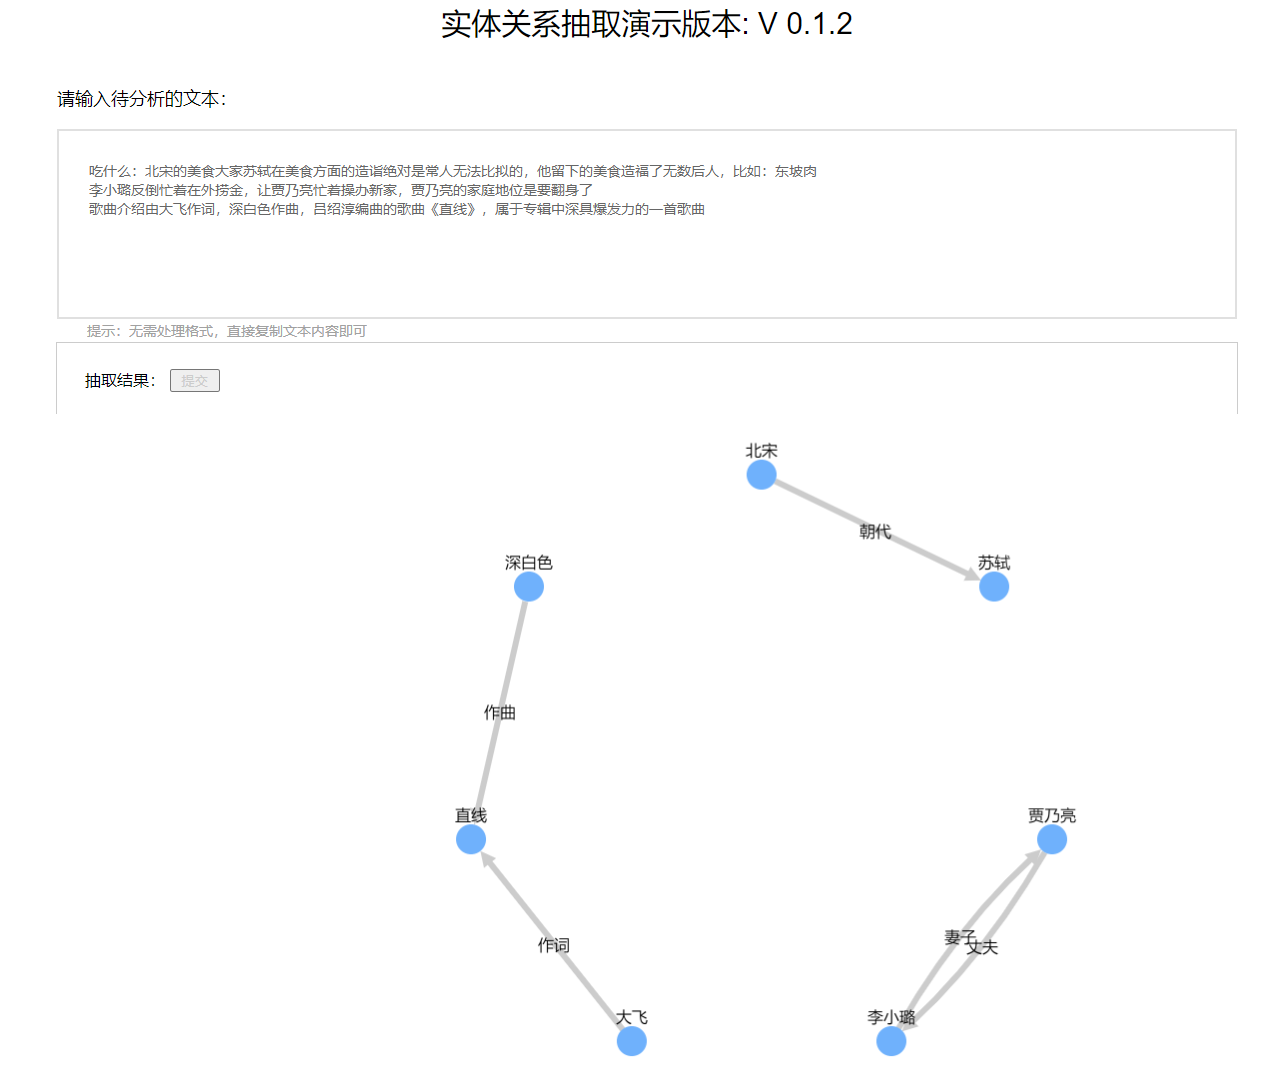 实体关系抽取演示版本: V 0.1.2
请输入待分析的文本：
吃什么：北宋的美食大家苏轼在美食方面的造诣绝对是常人无法比拟的，他留下的美食造福了无数后人，比如：东坡肉
李小璐反倒忙着在外捞金，让贾乃亮忙着操办新家，贾乃亮的家庭地位是要翻身了
歌曲介绍由大飞作词，深白色作曲，吕绍淳编曲的歌曲《直线》，属于专辑中深具爆发力的一首歌曲
提示：无需处理格式，直接复制文本内容即可
抽取结果： 提交
北宋
朝代
深白色
苏轼
作曲
直线
贾乃亮
妻子
丈夫
作词
大飞
李小璐